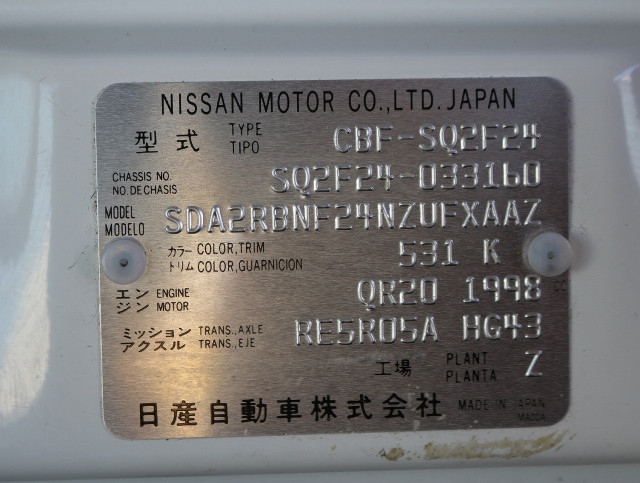 NISSAN MOTOR CO.,LTD. JAPAN
型式 TYPE TIPO CBF-SQ2F24
CHASSIS NO. NO. DE CHASIS SQ2F24-033160
MODEL MODELO SDA2RBNF24NZUFXAAZ
カラー COLOR,TRIM 531 K
トリム COLOR,GUARNICION
エンジン ENGINE MOTOR QR20 1998 CC
ミッション TRANS.,AXLE RE5R05A HG43
アクスル TRANS.,EJE
工場 PLANT PLANTA Z
日産自動車株式会社 MADE IN JAPAN